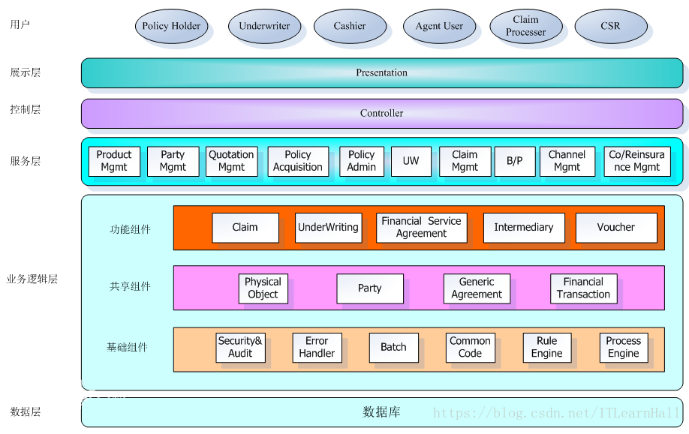 用户
Policy Holder
Underwriter
Cashier
Agent User
Claim
Processer
CSR
展示层
Presentation
控制层
Controller
服务层
Product
Mgmt
Party
Mgmt
Quotation
Mgmt
Policy
Acquisition
Policy
Admin
UW
Claim
Mgmt
B/P
Channel
Mgmt
Co/Reinsura
nce Mgmt
业务逻辑层
功能组件
Claim
UnderWriting
Financial Service
Agreement
Intermediary
Voucher
共享组件
Physical
Object
Party
Generic
Agreement
Financial
Transaction
基础组件
Security&
Audit
Error
Handler
Batch
Common
Code
Rule
Engine
Process
Engine
数据层
数据库
https://blog.csdn.net/ITLearnHall